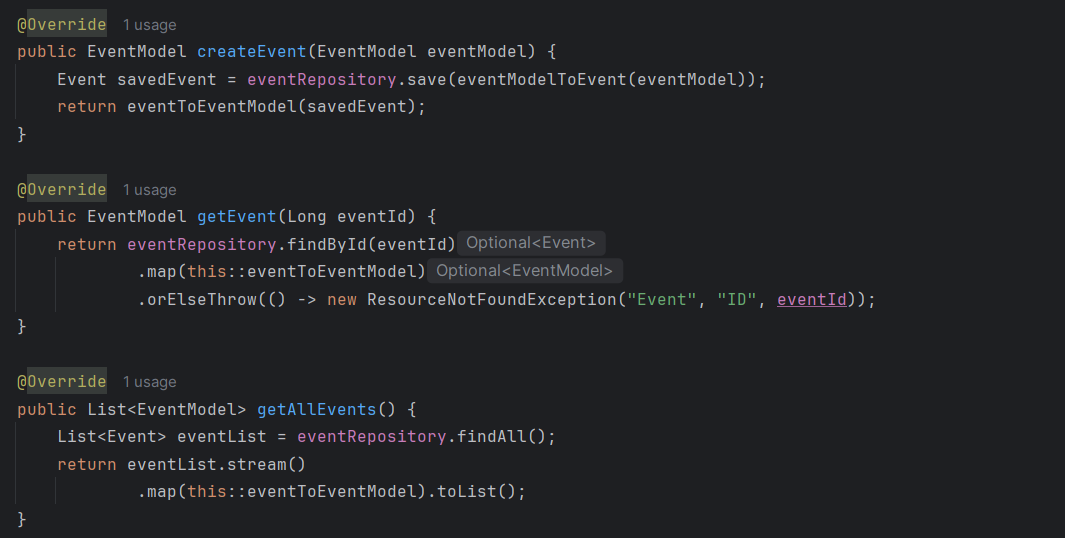 @Override 1 usage
public EventModel createEvent(EventModel eventModel) {
    Event savedEvent = eventRepository.save(eventModelToEvent(eventModel));
    return eventToEventModel(savedEvent);
}
@Override 1 usage
public EventModel getEvent(Long eventId) {
    return eventRepository.findById(eventId) Optional<Event>
            .map(this::eventToEventModel) Optional<EventModel>
            .orElseThrow(() -> new ResourceNotFoundException("Event", "ID", eventId));
}
@Override 1 usage
public List<EventModel> getAllEvents() {
    List<Event> eventList = eventRepository.findAll();
    return eventList.stream()
            .map(this::eventToEventModel).toList();
}